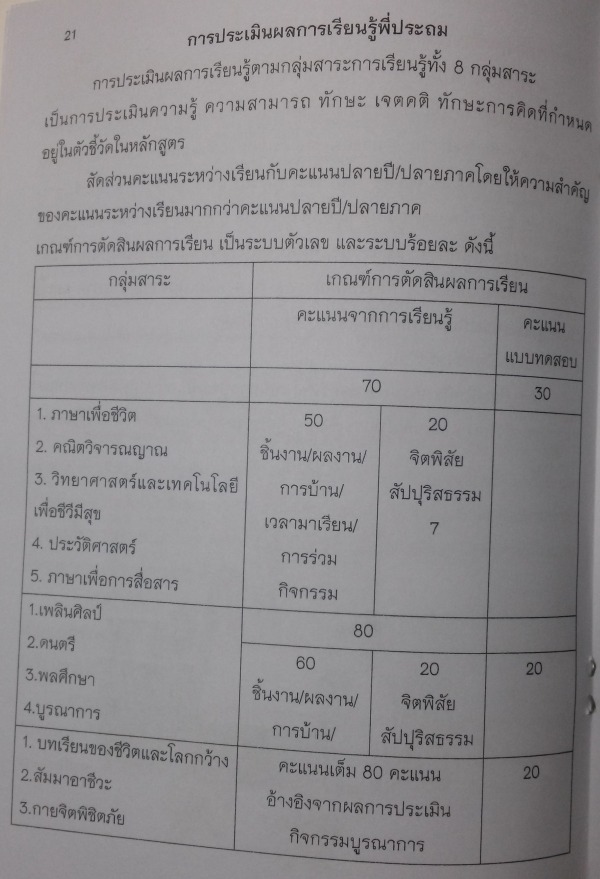 21
การประเมินผลการเรียนรู้พี่ประถม
การประเมินผลการเรียนรู้ตามกลุ่มสาระการเรียนรู้ทั้ง 8 กลุ่มสาระ
เป็นการประเมินความรู้ ความสามารถ ทักษะ เจตคติ ทักษะการคิดที่กำหนด
อยู่ในตัวชี้วัดในหลักสูตร
สัดส่วนคะแนนระหว่างเรียนกับคะแนนปลายปี/ปลายภาคโดยให้ความสำคัญ
ของคะแนนระหว่างเรียนมากกว่าคะแนนปลายปี/ปลายภาค
เกณฑ์การตัดสินผลการเรียน เป็นระบบตัวเลข และระบบร้อยละ ดังนี้
กลุ่มสาระ
เกณฑ์การตัดสินผลการเรียน
คะแนนจากการเรียนรู้
คะแนน
แบบทดสอบ
70
30
1. ภาษาเพื่อชีวิต
2. คณิตวิจารณญาณ
3. วิทยาศาสตร์และเทคโนโลยี
เพื่อชีวีมีสุข
4. ประวัติศาสตร์
5. ภาษาเพื่อการสื่อสาร
50
ชิ้นงาน/ผลงาน/
การบ้าน/
เวลามาเรียน/
การร่วม
กิจกรรม
20
จิตพิสัย
สัปปุริสธรรม
7
1.เพลินศิลป์
2.ดนตรี
3.พลศึกษา
4.บูรณาการ
80
60
ชิ้นงาน/ผลงาน/
การบ้าน/
20
จิตพิสัย
สัปปุริสธรรม
20
1. บทเรียนของชีวิตและโลกกว้าง
2.สัมมาอาชีวะ
3.กายจิตพิชิตภัย
คะแนนเต็ม 80 คะแนน
อ้างอิงจากผลการประเมิน
กิจกรรมบูรณาการ
20